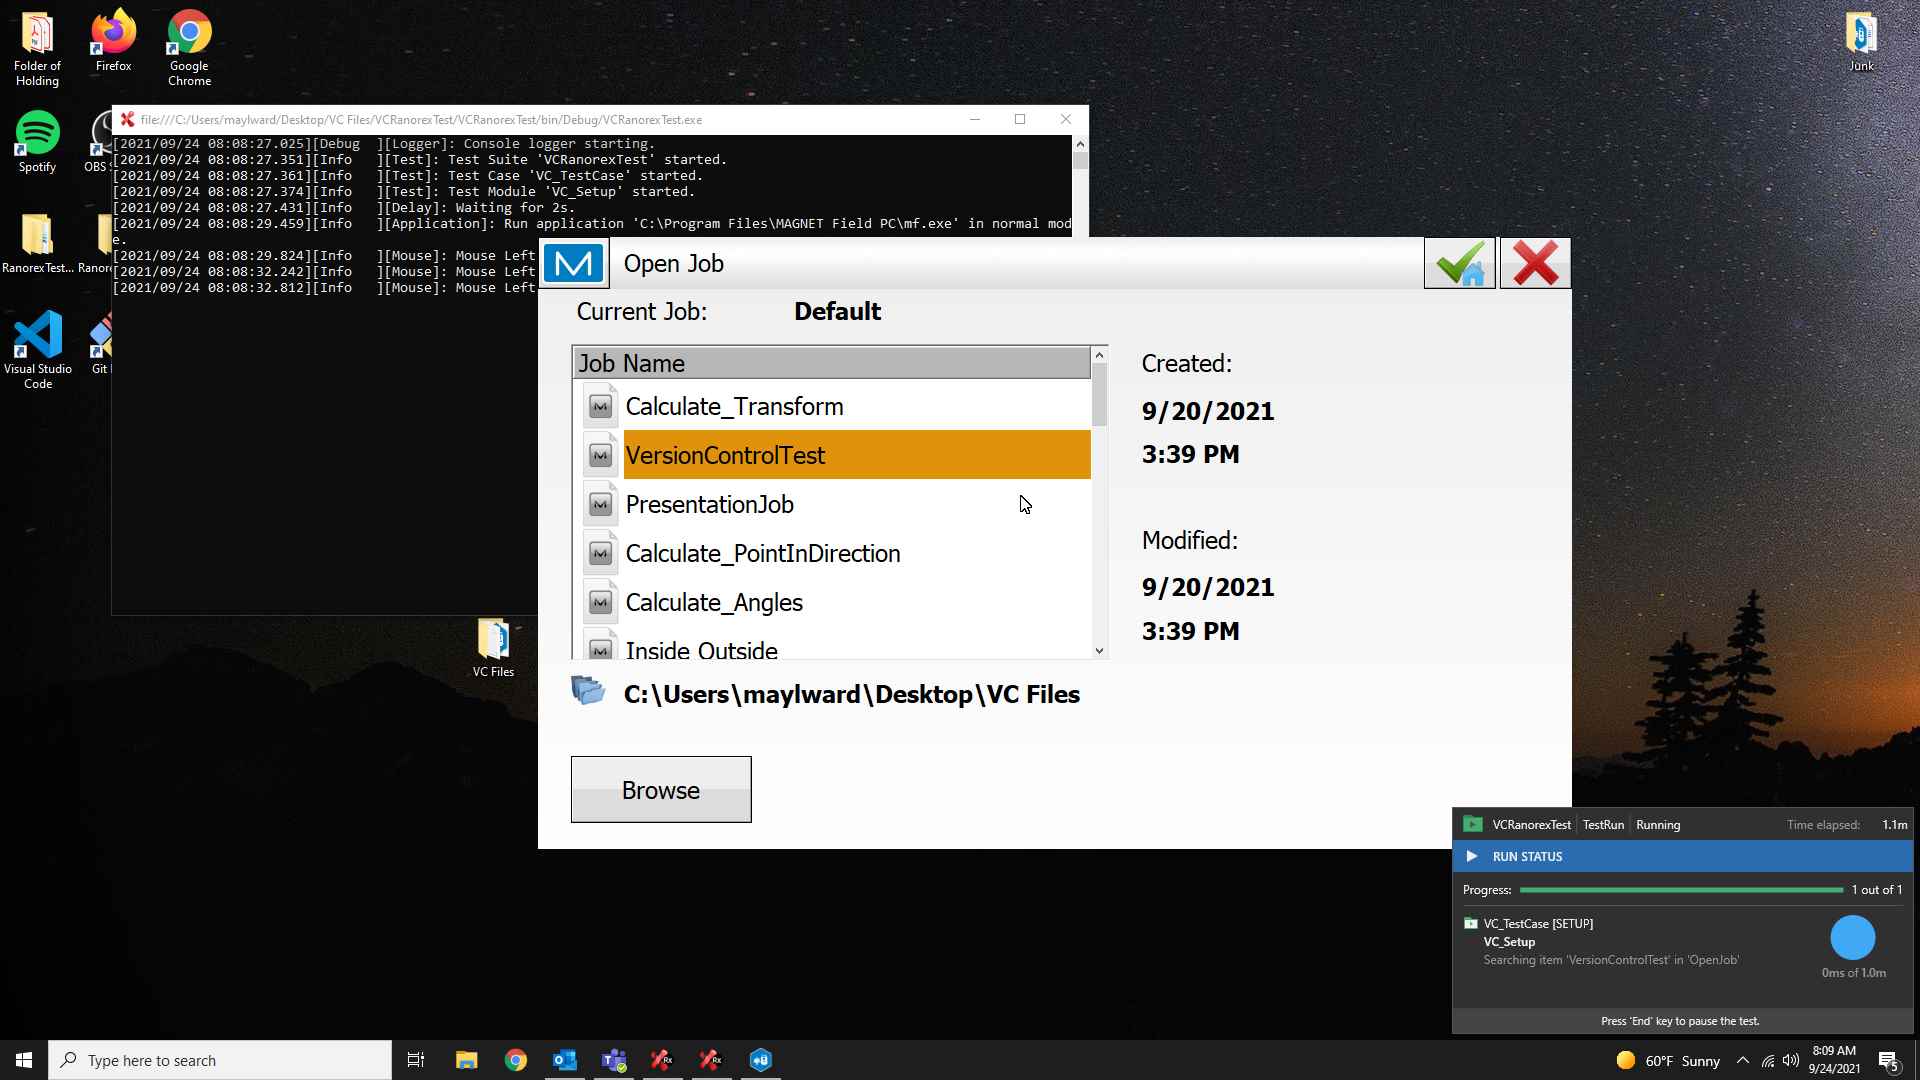 Folder of
Holding
Firefox
Google
Chrome
Junk
Spotify
OBS S
RanorexTest...
Ranore
Visual Studio
Code
Git
VC Files
file:///C:/Users/maylward/Desktop/VC Files/VCRanorexTest/VCRanorexTest/bin/Debug/VCRanorexTest.exe
[2021/09/24 08:08:27.025][Debug  ][Logger]: Console logger starting.
[2021/09/24 08:08:27.351][Info   ][Test]: Test Suite 'VCRanorexTest' started.
[2021/09/24 08:08:27.361][Info   ][Test]: Test Case 'VC_TestCase' started.
[2021/09/24 08:08:27.374][Info   ][Test]: Test Module 'VC_Setup' started.
[2021/09/24 08:08:27.431][Info   ][Delay]: Waiting for 2s.
[2021/09/24 08:08:29.459][Info   ][Application]: Run application 'C:\Program Files\MAGNET Field PC\mf.exe' in normal mod
e.
[2021/09/24 08:08:29.824][Info   ][Mouse]: Mouse Left
[2021/09/24 08:08:32.242][Info   ][Mouse]: Mouse Left
[2021/09/24 08:08:32.812][Info   ][Mouse]: Mouse Left
Open Job
Current Job: Default
Job Name
Calculate_Transform
VersionControlTest
PresentationJob
Calculate_PointInDirection
Calculate_Angles
Inside Outside
Created:
9/20/2021
3:39 PM
Modified:
9/20/2021
3:39 PM
C:\Users\maylward\Desktop\VC Files
Browse
VCRanorexTest TestRun Running Time elapsed: 1.1m
RUN STATUS
Progress: 1 out of 1
VC_TestCase [SETUP]
VC_Setup
Searching item 'VersionControlTest' in 'OpenJob'
0ms of 1.0m
Press 'End' key to pause the test.
Type here to search
60°F Sunny
8:09 AM
9/24/2021
5